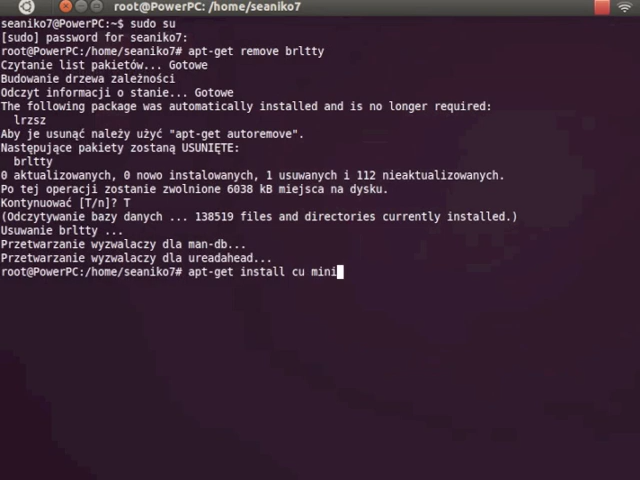 root@PowerPC: /home/seaniko7
seaniko7@PowerPC:~$ sudo su
[sudo] password for seaniko7:
root@PowerPC:/home/seaniko7# apt-get remove brltty
Czytanie list pakietów... Gotowe
Budowanie drzewa zależności
Odczyt informacji o stanie... Gotowe
The following package was automatically installed and is no longer required:
  lrzsz
Aby je usunąć należy użyć "apt-get autoremove".
Następujące pakiety zostaną USUNIĘTE:
  brltty
0 aktualizowanych, 0 nowo instalowanych, 1 usuwanych i 112 nieaktualizowanych.
Po tej operacji zostanie zwolnione 6038 kB miejsca na dysku.
Kontynuować [T/n]? T
(Odczytywanie bazy danych ... 138519 files and directories currently installed.)
Usuwanie brltty ...
Przetwarzanie wyzwalaczy dla man-db...
Przetwarzanie wyzwalaczy dla ureadahead...
root@PowerPC:/home/seaniko7# apt-get install cu mini